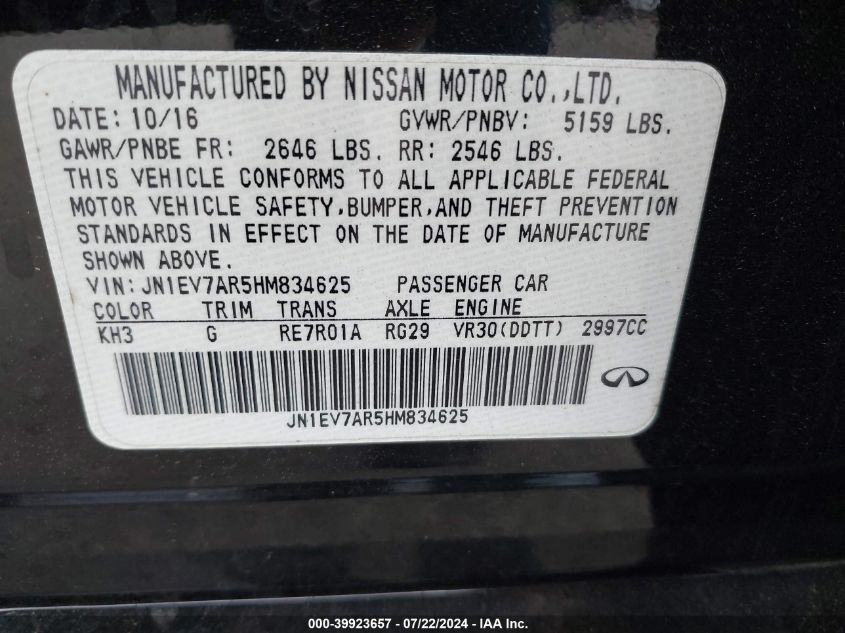 MANUFACTURED BY NISSAN MOTOR CO.,LTD.
DATE: 10/16 GVWR/PNBV: 5159 LBS.
GAWR/PNBE FR: 2646 LBS. RR: 2546 LBS.
THIS VEHICLE CONFORMS TO ALL APPLICABLE FEDERAL
MOTOR VEHICLE SAFETY,BUMPER,AND THEFT PREVENTION
STANDARDS IN EFFECT ON THE DATE OF MANUFACTURE
SHOWN ABOVE.
VIN: JN1EV7AR5HM834625 PASSENGER CAR
COLOR TRIM TRANS AXLE ENGINE
KH3 G RE7R01A RG29 VR30(DDTT) 2997CC
JN1EV7AR5HM834625
000-39923657 / 07/22/2024 - IAA Inc.